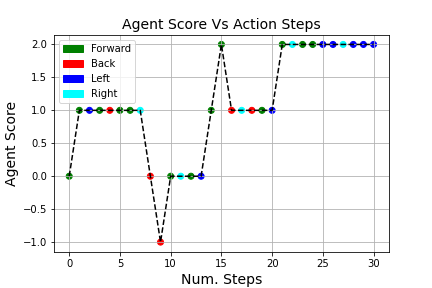 Agent Score Vs Action Steps
Agent Score
2.0
1.5
1.0
0.5
0.0
−0.5
−1.0
Forward
Back
Left
Right
0 5 10 15 20 25 30
Num. Steps